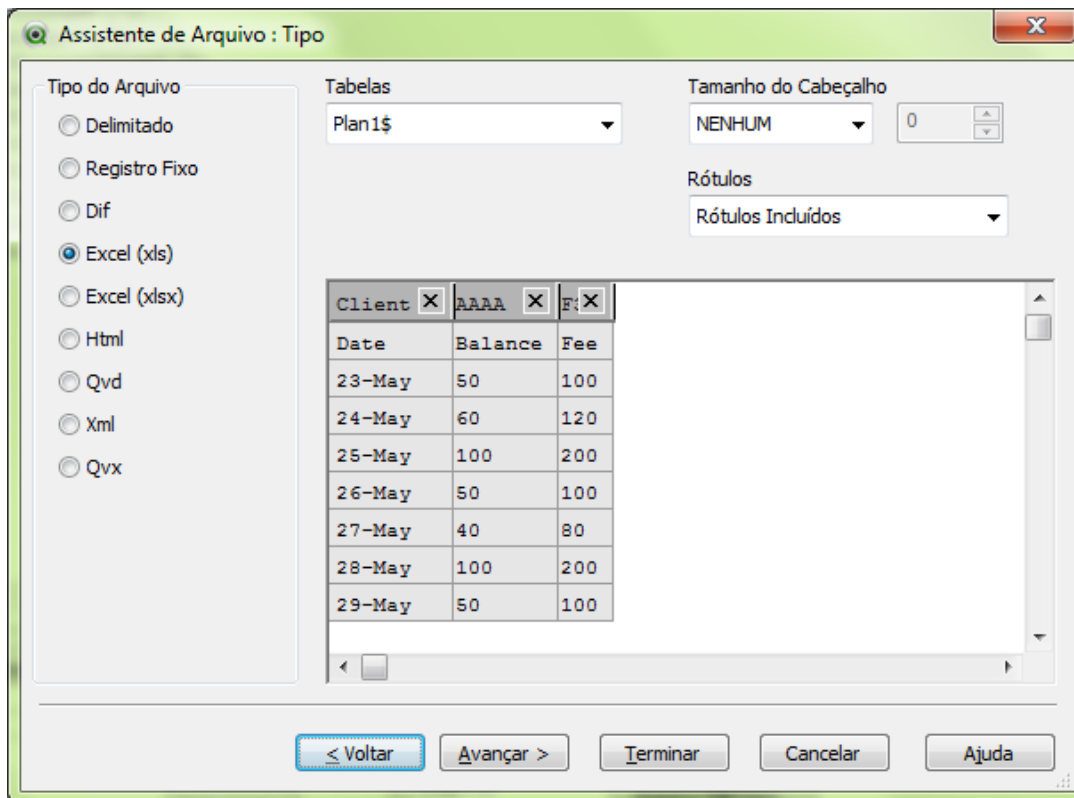 Assistente de Arquivo : Tipo
Tipo do Arquivo
Delimitado
Registro Fixo
Dif
Excel (xls)
Excel (xlsx)
Html
Qvd
Xml
Qvx
Tabelas
Plan1$
Tamanho do Cabeçalho
NENHUM 0
Rótulos
Rótulos Incluídos
Client AAAA
Date Balance Fee
23-May 50 100
24-May 60 120
25-May 100 200
26-May 50 100
27-May 40 80
28-May 100 200
29-May 50 100
< Voltar Avançar > Terminar Cancelar Ajuda